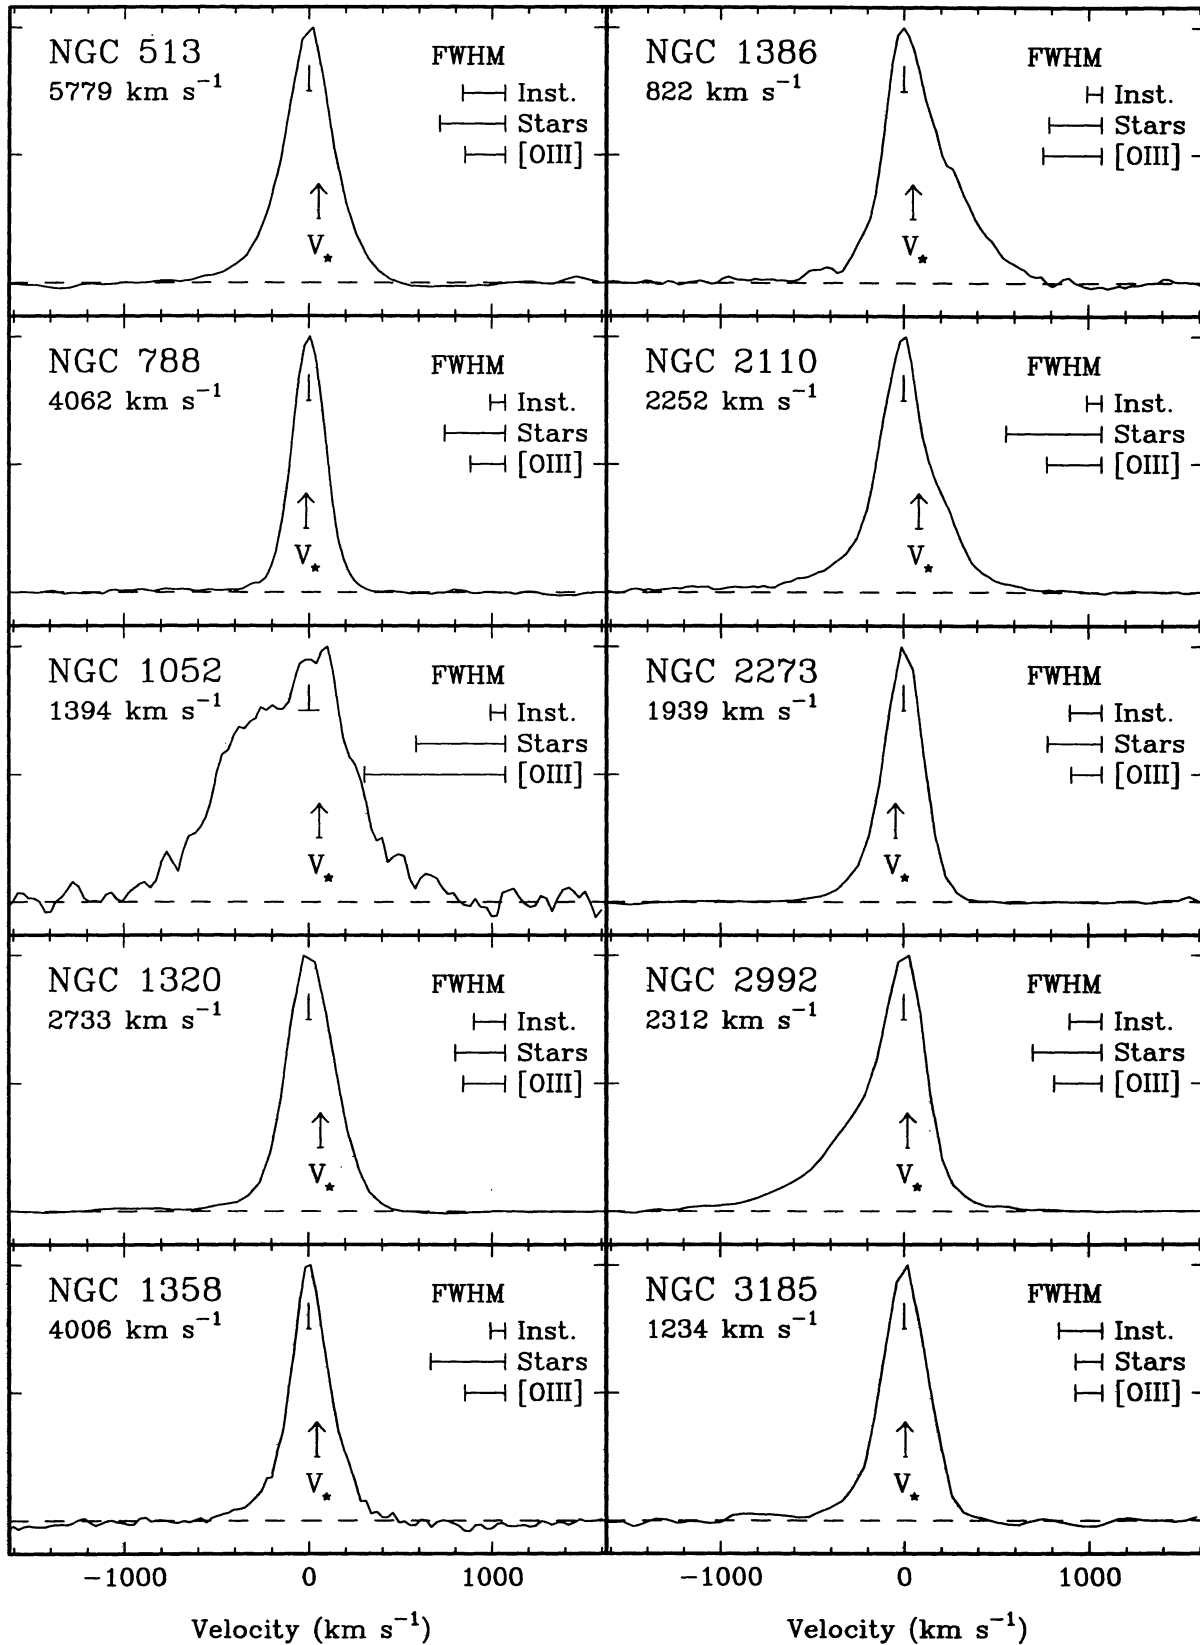 NGC 513
5779 km s⁻¹
FWHM
Inst.
Stars
[OIII]
V⋆
NGC 1386
822 km s⁻¹
FWHM
Inst.
Stars
[OIII]
V⋆
NGC 788
4062 km s⁻¹
FWHM
Inst.
Stars
[OIII]
V⋆
NGC 2110
2252 km s⁻¹
FWHM
Inst.
Stars
[OIII]
V⋆
NGC 1052
1394 km s⁻¹
FWHM
Inst.
Stars
[OIII]
V⋆
NGC 2273
1939 km s⁻¹
FWHM
Inst.
Stars
[OIII]
V⋆
NGC 1320
2733 km s⁻¹
FWHM
Inst.
Stars
[OIII]
V⋆
NGC 2992
2312 km s⁻¹
FWHM
Inst.
Stars
[OIII]
V⋆
NGC 1358
4006 km s⁻¹
FWHM
Inst.
Stars
[OIII]
V⋆
NGC 3185
1234 km s⁻¹
FWHM
Inst.
Stars
[OIII]
V⋆
−1000 0 1000
−1000 0 1000
Velocity (km s⁻¹)
Velocity (km s⁻¹)